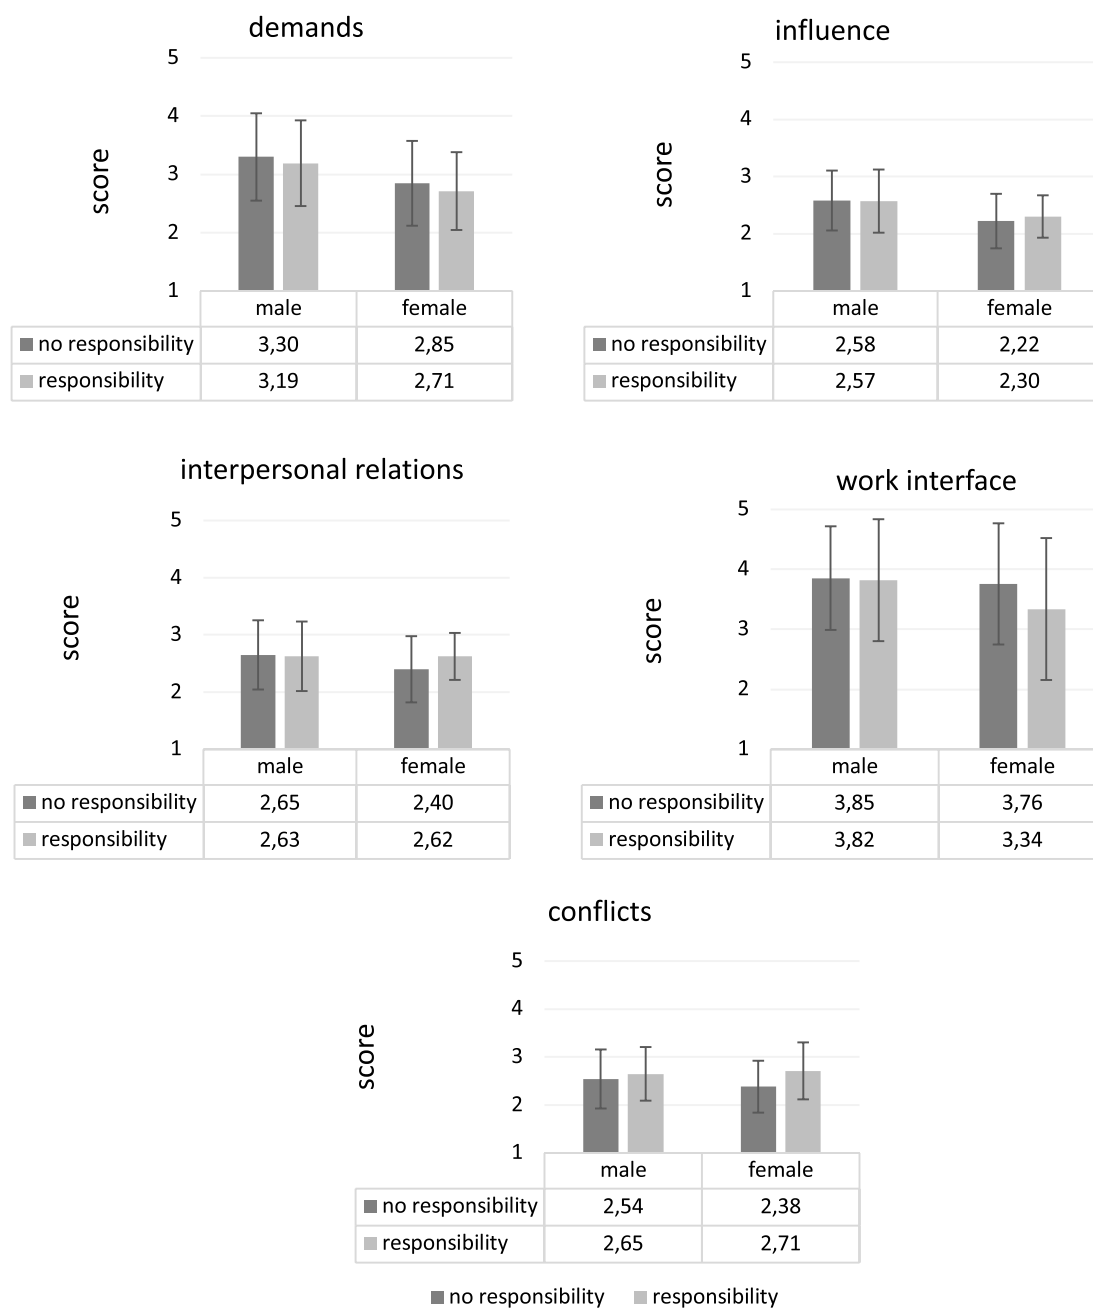 demands
5
4
3
2
1
score
male female
no responsibility 3,30 2,85
responsibility 3,19 2,71
influence
5
4
3
2
1
score
male female
no responsibility 2,58 2,22
responsibility 2,57 2,30
interpersonal relations
5
4
3
2
1
score
male female
no responsibility 2,65 2,40
responsibility 2,63 2,62
work interface
5
4
3
2
1
score
male female
no responsibility 3,85 3,76
responsibility 3,82 3,34
conflicts
5
4
3
2
1
score
male female
no responsibility 2,54 2,38
responsibility 2,65 2,71
no responsibility responsibility